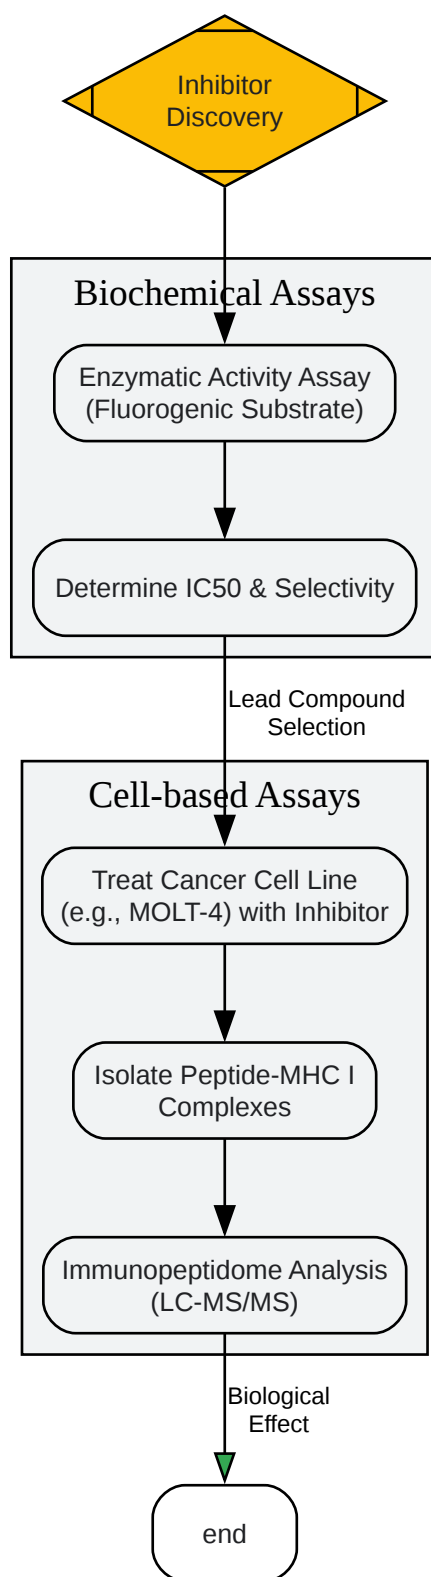 Inhibitor
Discovery
Biochemical Assays
Enzymatic Activity Assay
(Fluorogenic Substrate)
Determine IC50 & Selectivity
Lead Compound
Selection
Cell-based Assays
Treat Cancer Cell Line
(e.g., MOLT-4) with Inhibitor
Isolate Peptide-MHC I
Complexes
Immunopeptidome Analysis
(LC-MS/MS)
Biological
Effect
end